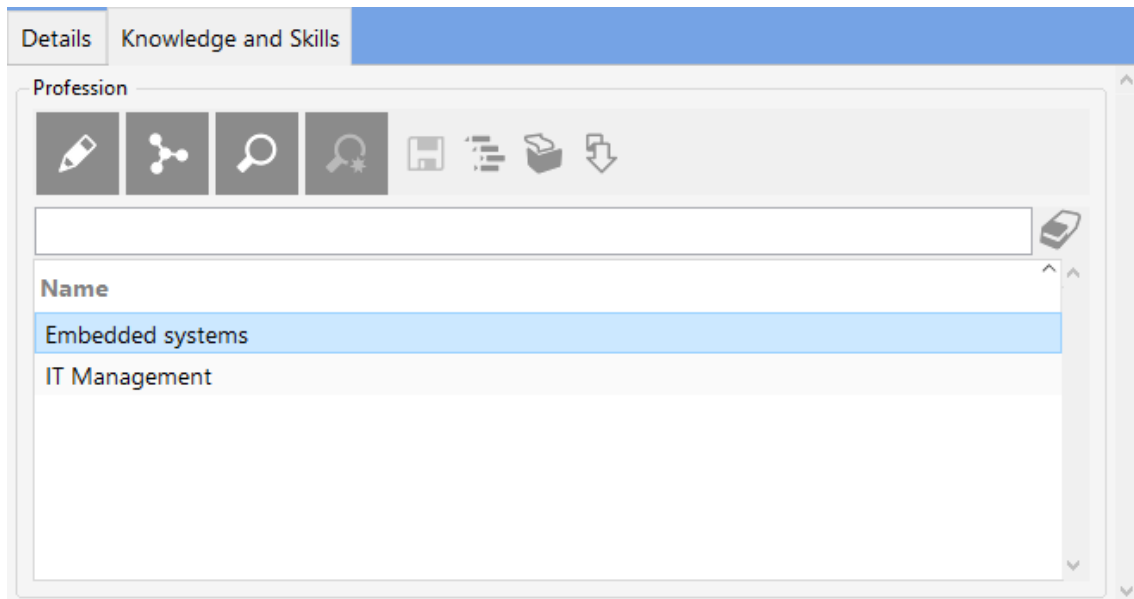 Details Knowledge and Skills
Profession
Name
Embedded systems
IT Management